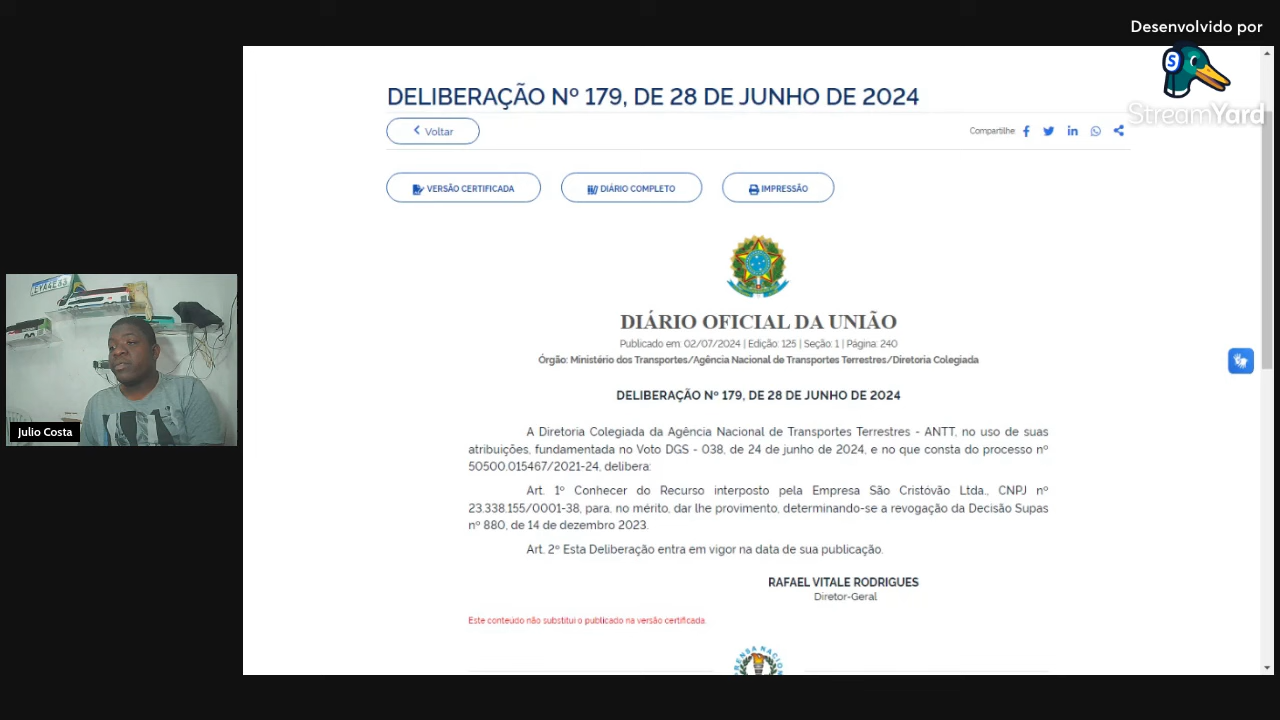 Desenvolvido por
StreamYard
DELIBERAÇÃO Nº 179, DE 28 DE JUNHO DE 2024
Voltar
Compartilhe:
VERSÃO CERTIFICADA
DIÁRIO COMPLETO
IMPRESSÃO
DIÁRIO OFICIAL DA UNIÃO
Publicado em: 02/07/2024 | Edição: 125 | Seção: 1 | Página: 240
Órgão: Ministério dos Transportes/Agência Nacional de Transportes Terrestres/Diretoria Colegiada
DELIBERAÇÃO Nº 179, DE 28 DE JUNHO DE 2024
A Diretoria Colegiada da Agência Nacional de Transportes Terrestres - ANTT, no uso de suas
atribuições, fundamentada no Voto DGS - 038, de 24 de junho de 2024, e no que consta do processo nº
50500.015467/2021-24, delibera:
Art. 1º Conhecer do Recurso interposto pela Empresa São Cristóvão Ltda., CNPJ nº
23.338.155/0001-38, para, no mérito, dar lhe provimento, determinando-se a revogação da Decisão Supas
nº 880, de 14 de dezembro 2023.
Art. 2º Esta Deliberação entra em vigor na data de sua publicação.
RAFAEL VITALE RODRIGUES
Diretor-Geral
Este conteúdo não substitui o publicado na versão certificada.
Julio Costa